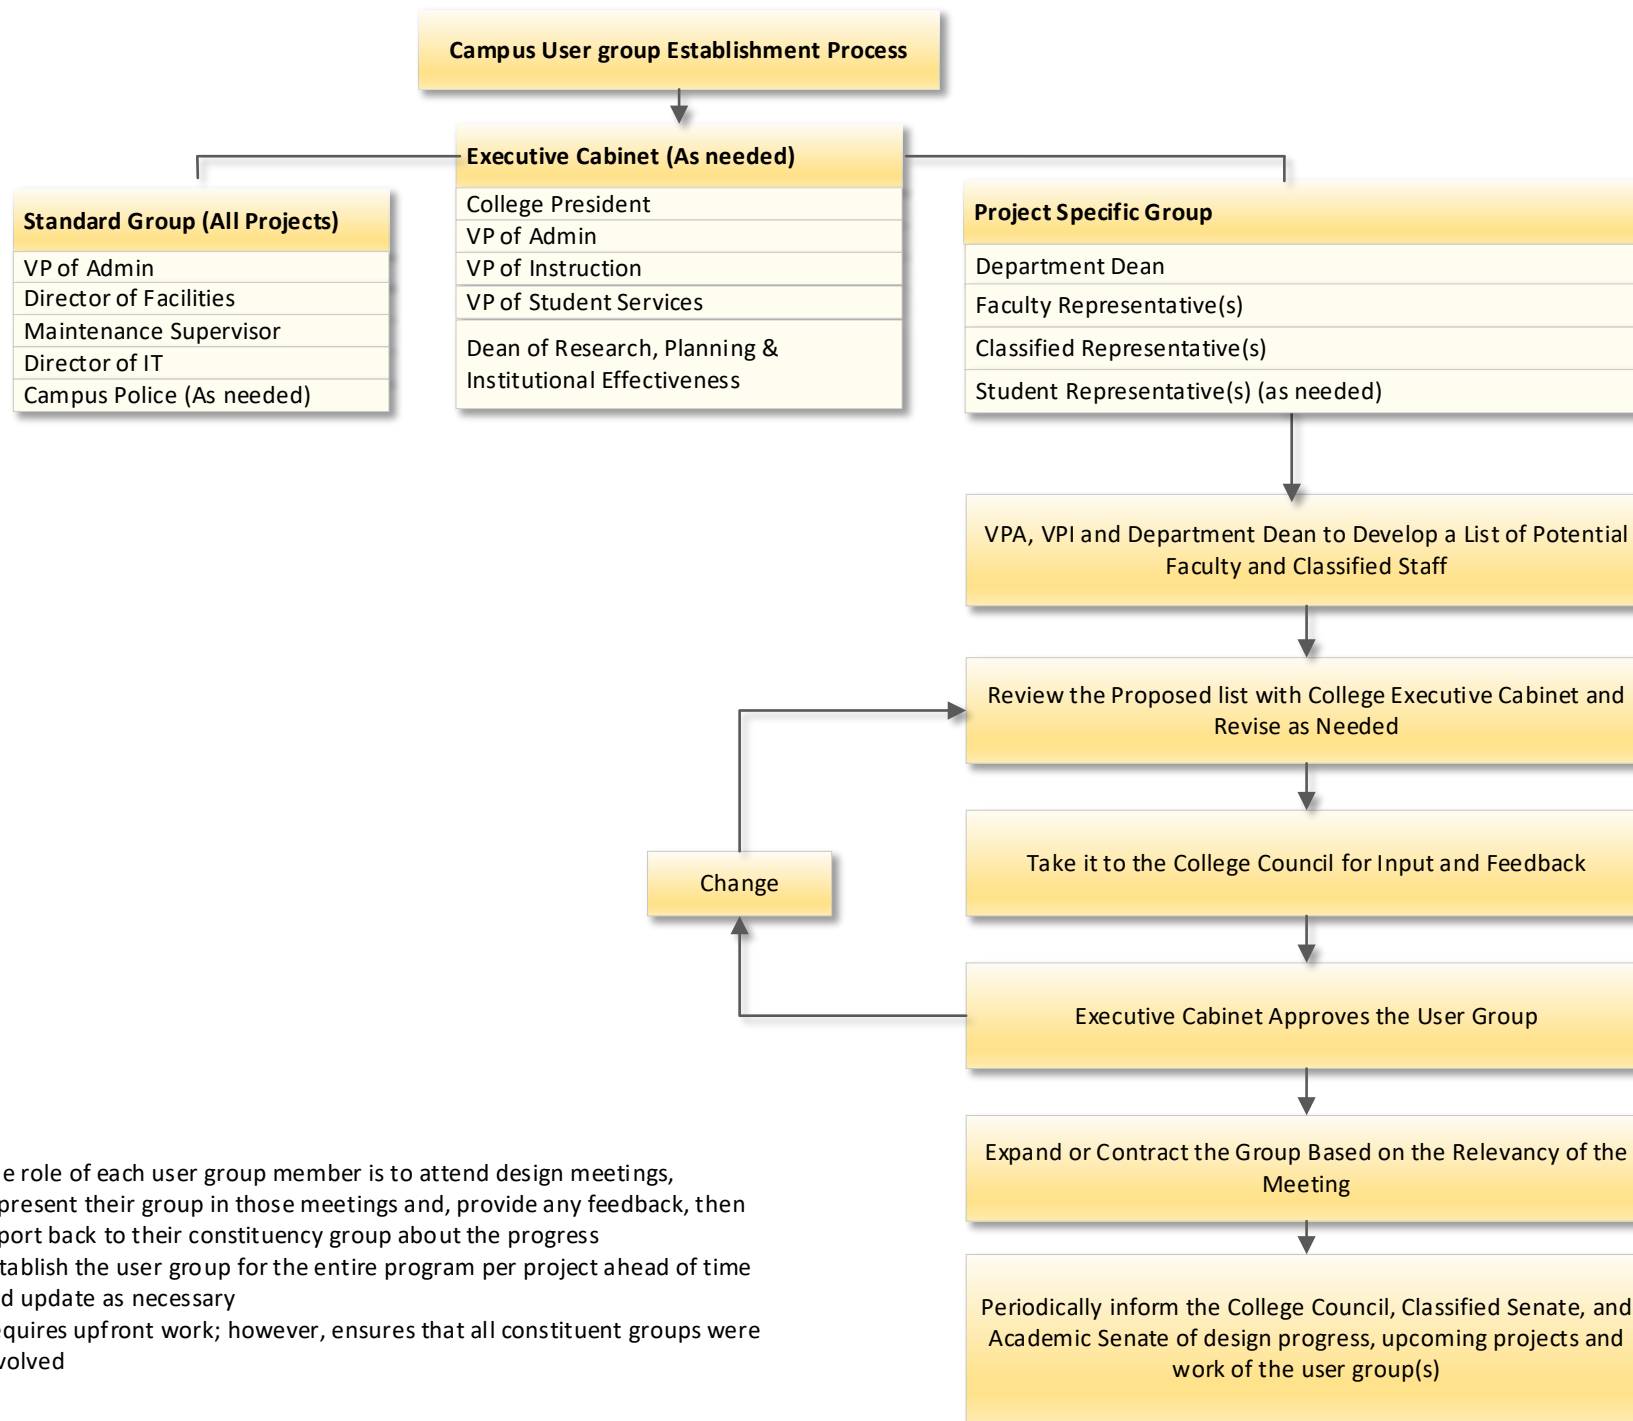 Campus User group Establishment Process
Executive Cabinet (As needed)
College President
VP of Admin
VP of Instruction
VP of Student Services
Dean of Research, Planning &
Institutional Effectiveness
Standard Group (All Projects)
VP of Admin
Director of Facilities
Maintenance Supervisor
Director of IT
Campus Police (As needed)
Project Specific Group
Department Dean
Faculty Representative(s)
Classified Representative(s)
Student Representative(s) (as needed)
VPA, VPI and Department Dean to Develop a List of Potential
Faculty and Classified Staff
Review the Proposed list with College Executive Cabinet and
Revise as Needed
Take it to the College Council for Input and Feedback
Change
Executive Cabinet Approves the User Group
Expand or Contract the Group Based on the Relevancy of the
Meeting
Periodically inform the College Council, Classified Senate, and
Academic Senate of design progress, upcoming projects and
work of the user group(s)
role of each user group member is to attend design meetings,
their group in those meetings and, provide any feedback, then
back to their constituency group about the progress
the user group for the entire program per project ahead of time
update as necessary
upfront work; however, ensures that all constituent groups were